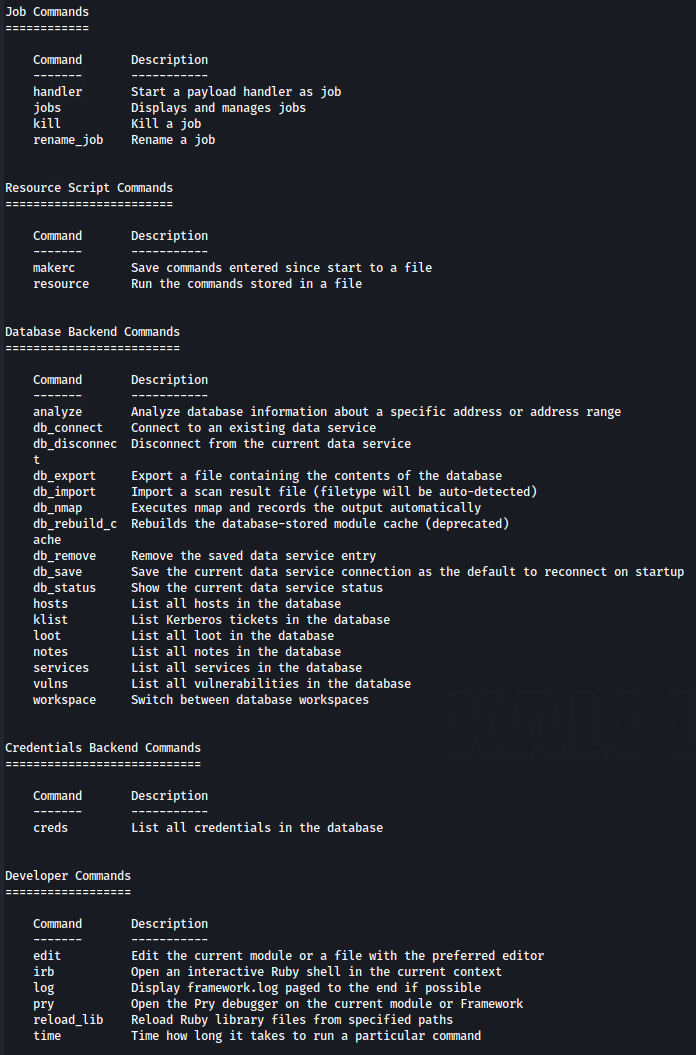 Job Commands
============
Command       Description
-------       -----------
handler       Start a payload handler as job
jobs          Displays and manages jobs
kill          Kill a job
rename_job    Rename a job
Resource Script Commands
========================
Command       Description
-------       -----------
makerc        Save commands entered since start to a file
resource      Run the commands stored in a file
Database Backend Commands
=========================
Command       Description
-------       -----------
analyze       Analyze database information about a specific address or address range
db_connect    Connect to an existing data service
db_disconnec  Disconnect from the current data service
t
db_export     Export a file containing the contents of the database
db_import     Import a scan result file (filetype will be auto-detected)
db_nmap       Executes nmap and records the output automatically
db_rebuild_c  Rebuilds the database-stored module cache (deprecated)
ache
db_remove     Remove the saved data service entry
db_save       Save the current data service connection as the default to reconnect on startup
db_status     Show the current data service status
hosts         List all hosts in the database
klist         List Kerberos tickets in the database
loot          List all loot in the database
notes         List all notes in the database
services      List all services in the database
vulns         List all vulnerabilities in the database
workspace     Switch between database workspaces
KALI
Credentials Backend Commands
============================
Command       Description
-------       -----------
creds         List all credentials in the database
Developer Commands
==================
Command       Description
-------       -----------
edit          Edit the current module or a file with the preferred editor
irb           Open an interactive Ruby shell in the current context
log           Display framework.log paged to the end if possible
pry           Open the Pry debugger on the current module or Framework
reload_lib    Reload Ruby library files from specified paths
time          Time how long it takes to run a particular command